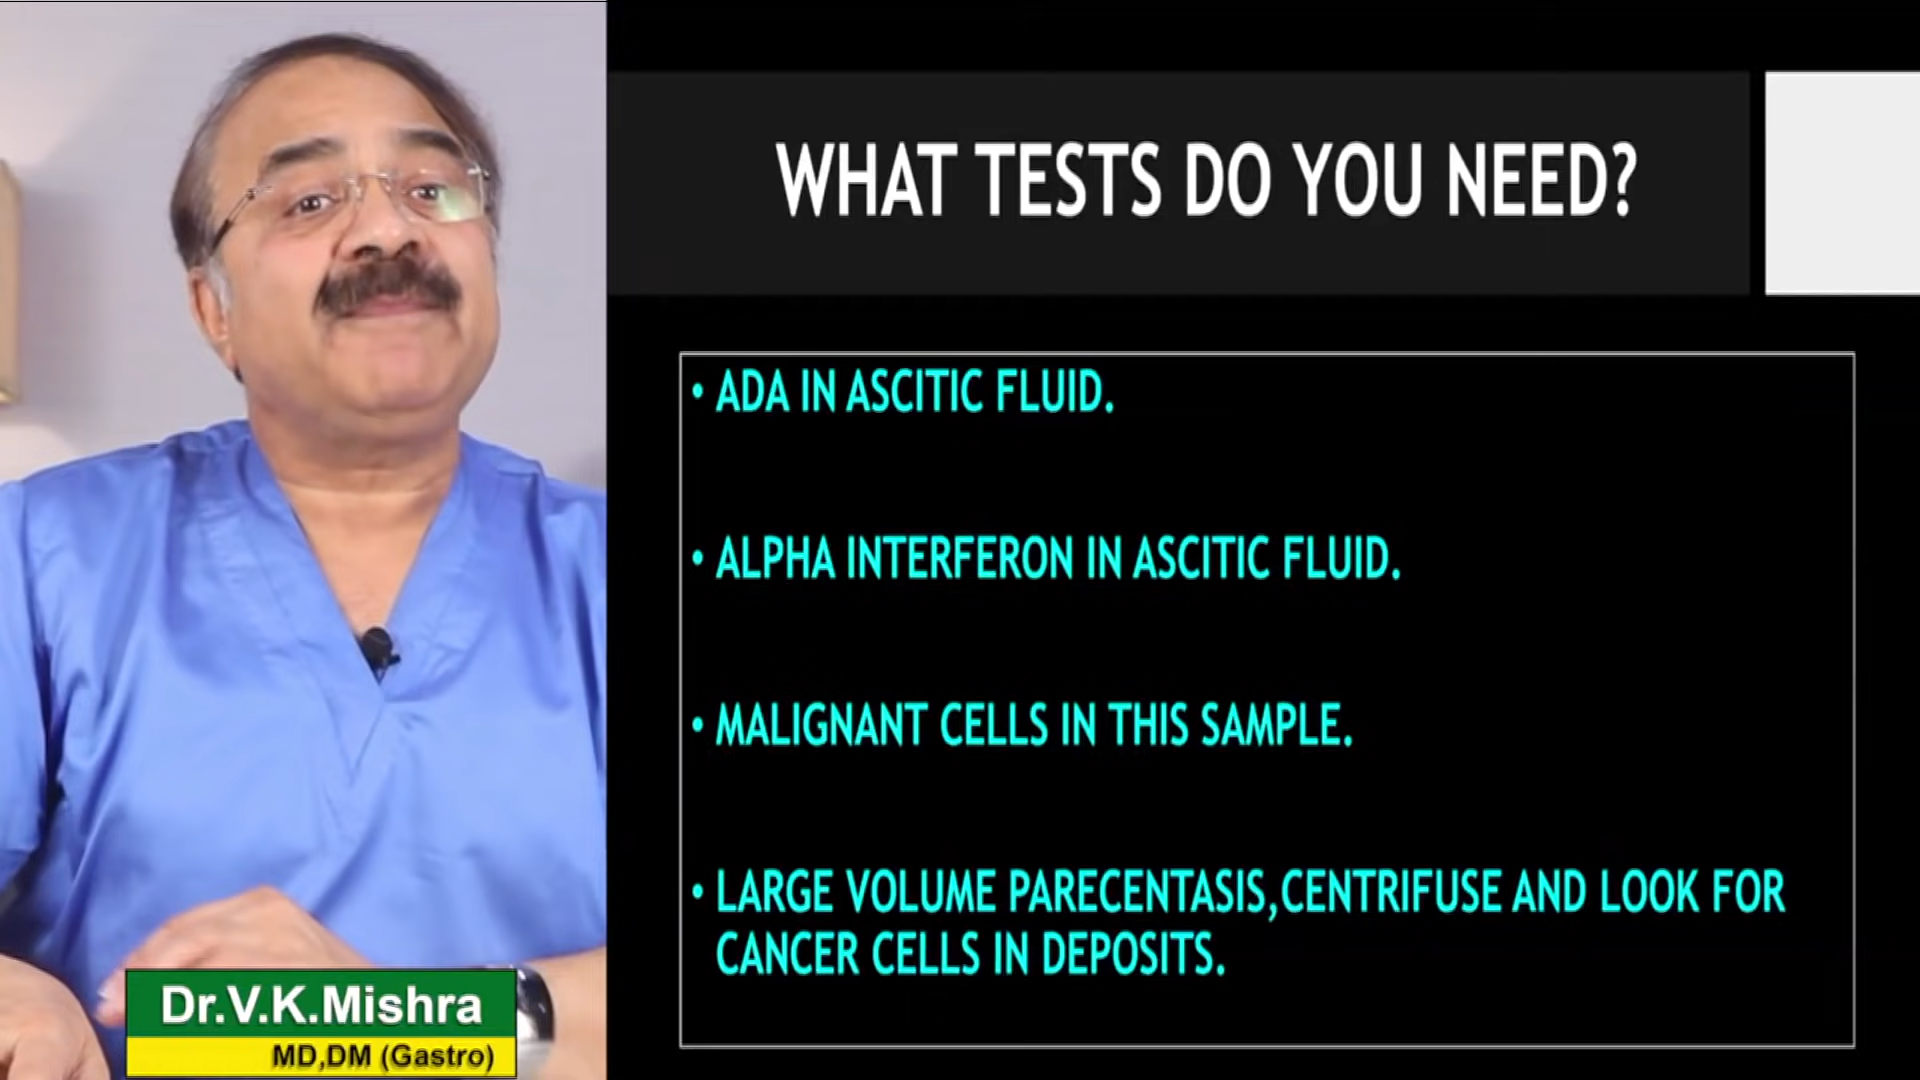 WHAT TESTS DO YOU NEED?
• ADA IN ASCITIC FLUID.
• ALPHA INTERFERON IN ASCITIC FLUID.
• MALIGNANT CELLS IN THIS SAMPLE.
• LARGE VOLUME PARECENTASIS,CENTRIFUSE AND LOOK FOR
CANCER CELLS IN DEPOSITS.
Dr.V.K.Mishra
MD,DM (Gastro)